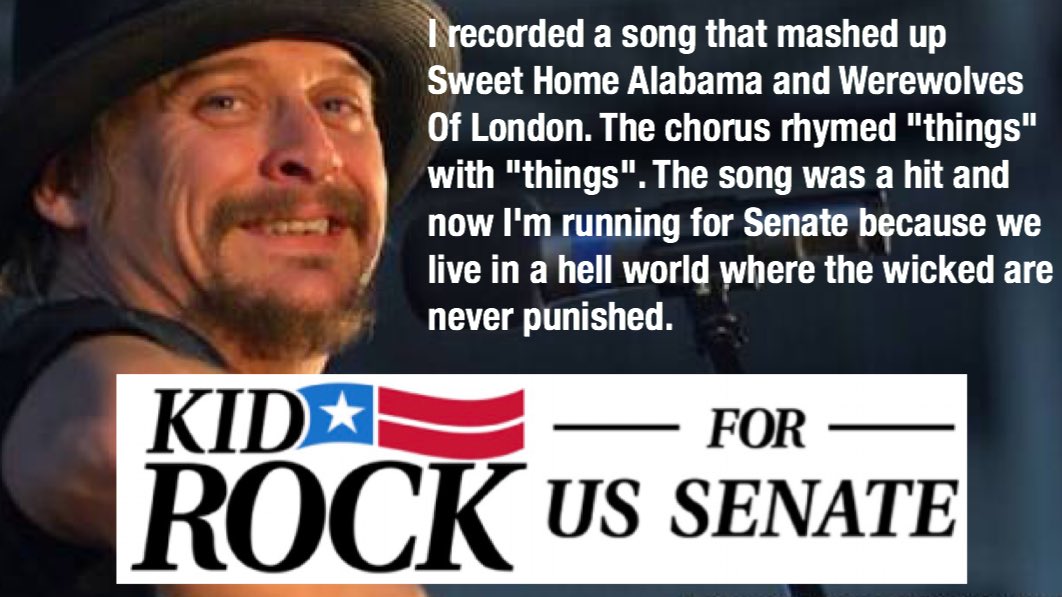 I recorded a song that mashed up
Sweet Home Alabama and Werewolves
Of London. The chorus rhymed "things"
with "things". The song was a hit and
now I'm running for Senate because we
live in a hell world where the wicked are
never punished.
KID
ROCK
FOR
US SENATE